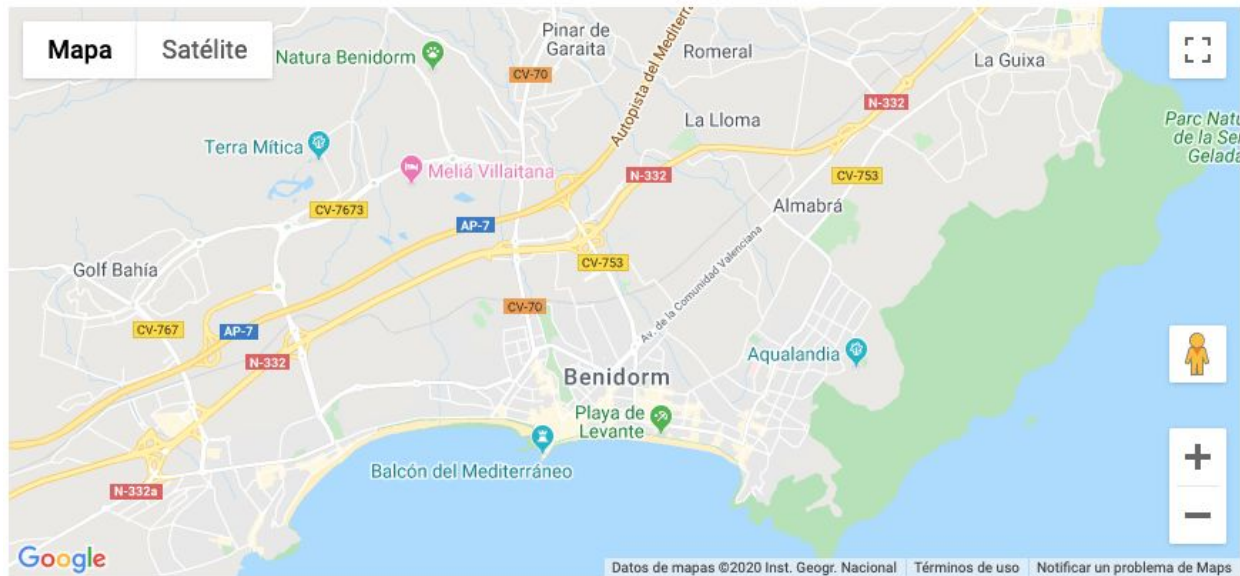 Mapa
Satélite
Natura Benidorm
Pinar de
Garaita
CV-70
Autopista del Mediterr
Romeral
La Guixa
N-332
La Lloma
Parc Natu
de la Ser
Gelada
Terra Mítica
Meliá Villaitana
N-332
CV-753
CV-7673
AP-7
Almabrá
Golf Bahía
CV-753
Av. de la Comunidad Valenciana
CV-70
CV-767
AP-7
N-332
Aqualandia
Benidorm
Playa de
Levante
Balcón del Mediterráneo
N-332a
Google
Datos de mapas ©2020 Inst. Geogr. Nacional
Términos de uso
Notificar un problema de Maps